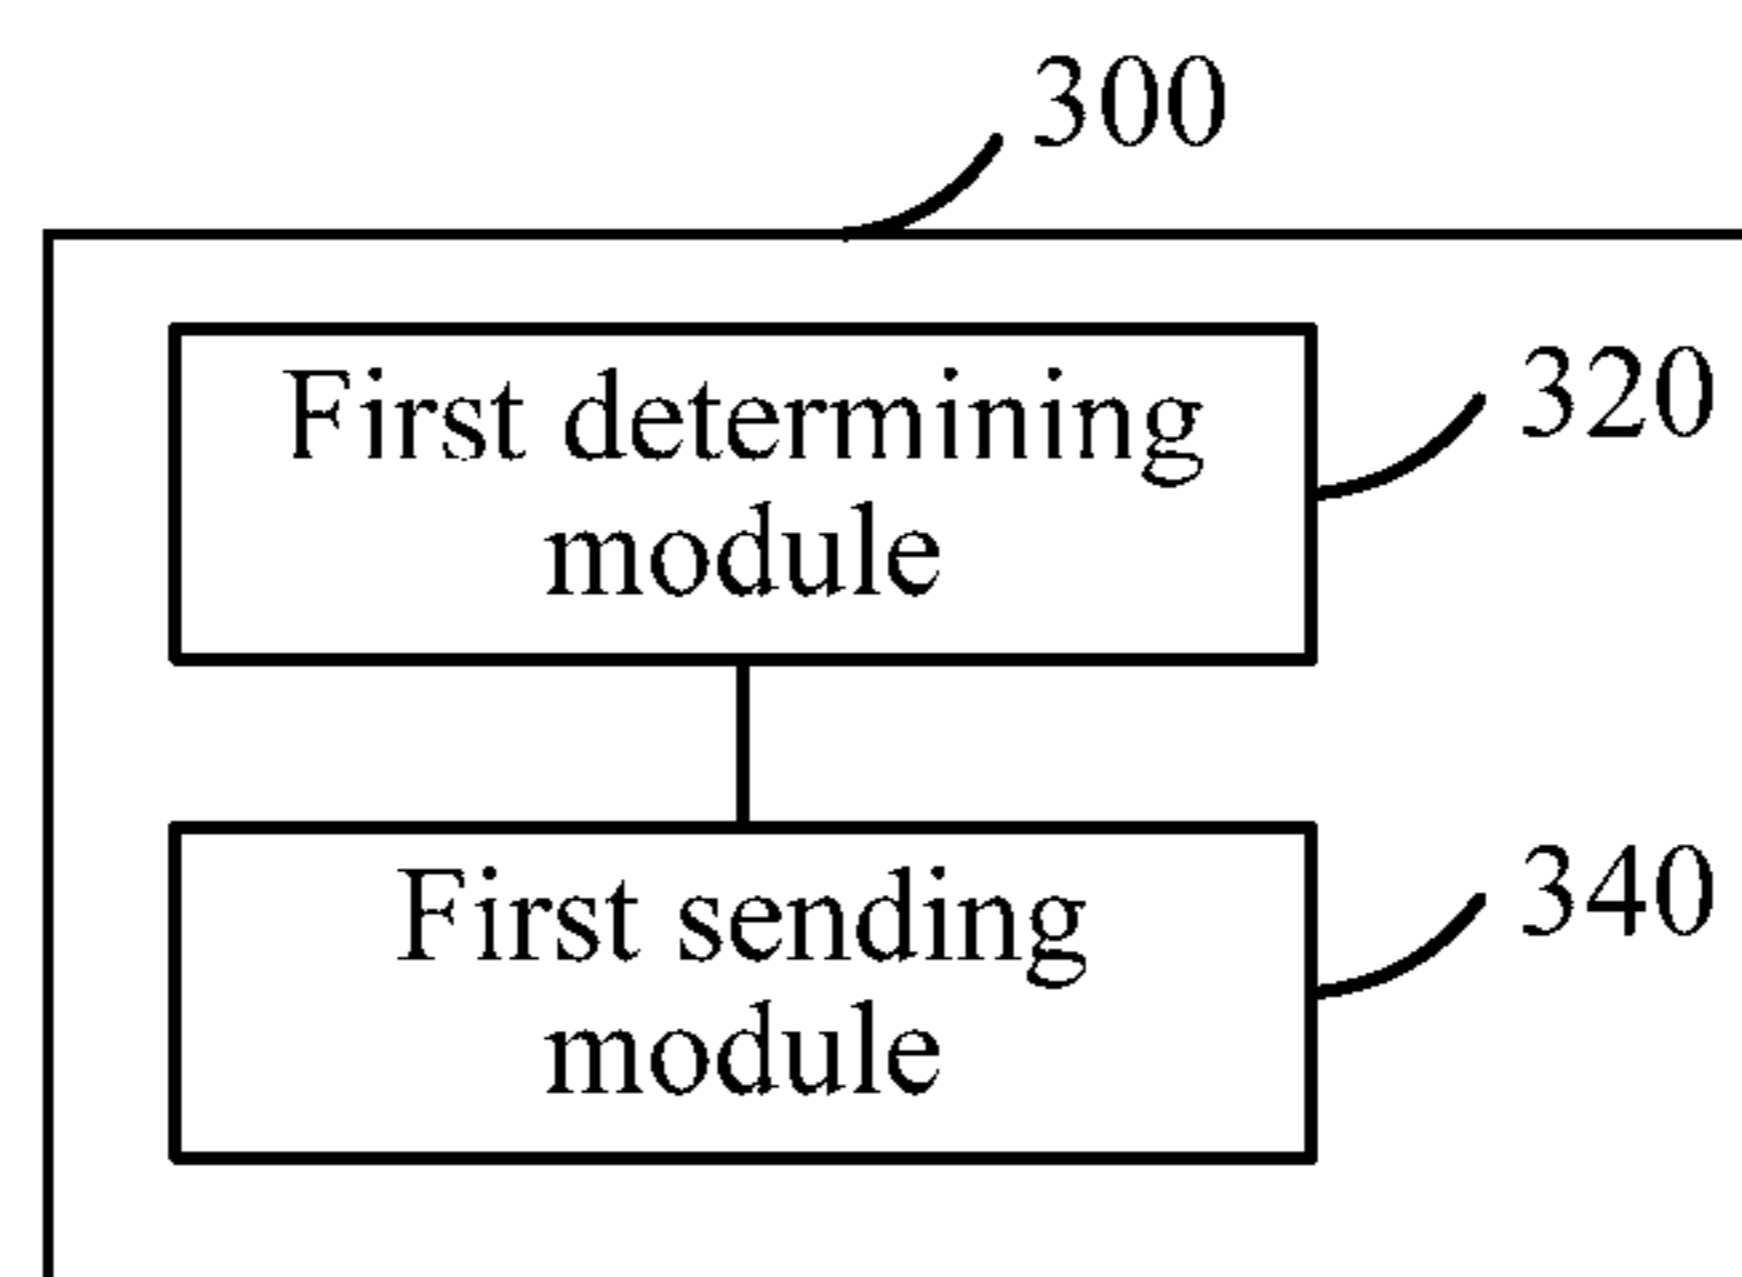 300
First determining
module
320
First sending
module
340